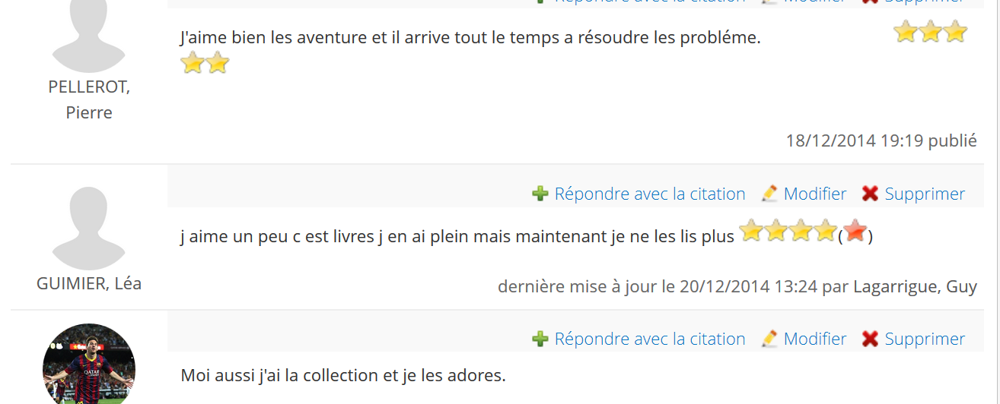 Répondre avec la citation Modifier Supprimer
J'aime bien les aventure et il arrive tout le temps a résoudre les probléme.
PELLEROT,
Pierre
18/12/2014 19:19 publié
Répondre avec la citation Modifier Supprimer
j aime un peu c est livres j en ai plein mais maintenant je ne les lis plus ( )
GUIMIER, Léa
dernière mise à jour le 20/12/2014 13:24 par Lagarrigue, Guy
Répondre avec la citation Modifier Supprimer
QATAR
Moi aussi j'ai la collection et je les adores.